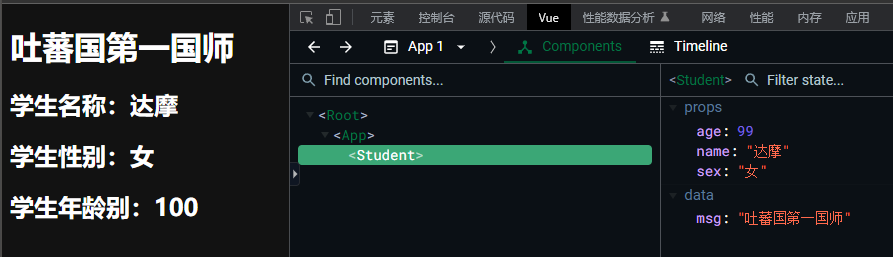 吐蕃国第一国师
学生名称：达摩
学生性别：女
学生年龄别：100
元素 控制台 源代码 Vue 性能数据分析 网络 性能 内存 应用
App 1 Components Timeline
Find components...
<Student> Filter state...
<Root>
<App>
<Student>
props
age: 99
name: "达摩"
sex: "女"
data
msg: "吐蕃国第一国师"